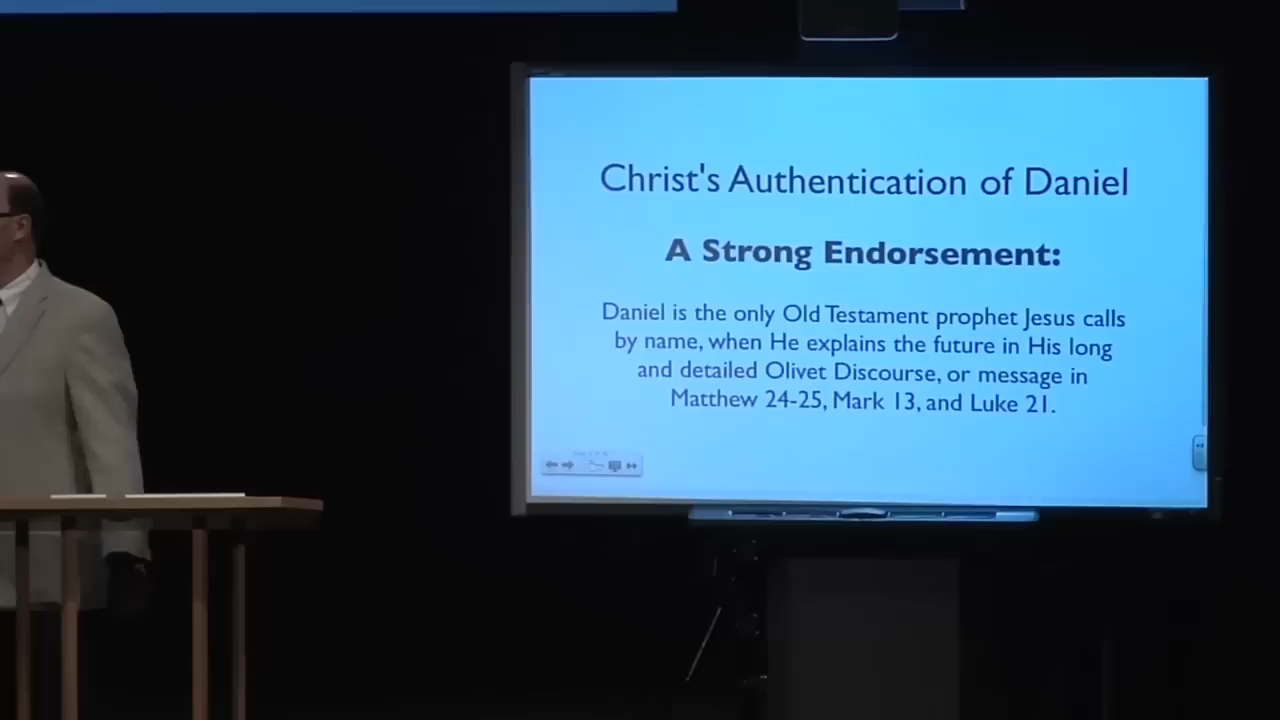 Christ's Authentication of Daniel
A Strong Endorsement:
Daniel is the only Old Testament prophet Jesus calls
by name, when He explains the future in His long
and detailed Olivet Discourse, or message in
Matthew 24-25, Mark 13, and Luke 21.